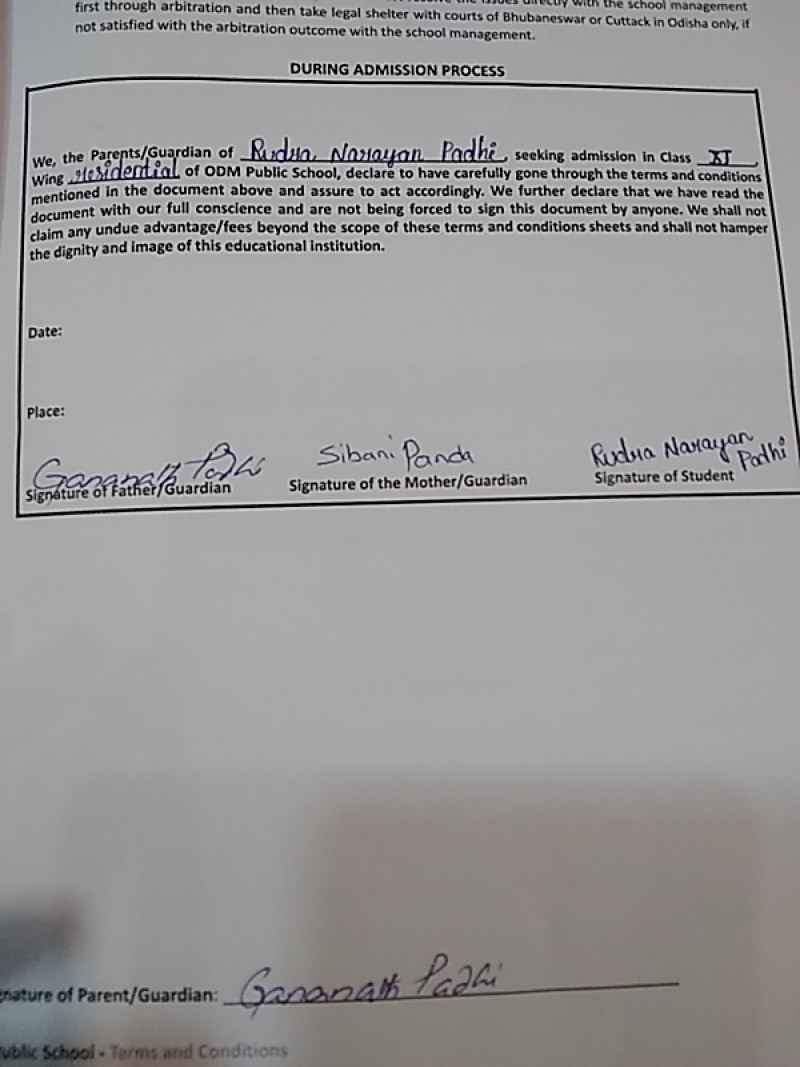 first through arbitration and then take legal shelter with courts of Bhubaneswar or Cuttack in Odisha only, if
not satisfied with the arbitration outcome with the school management.
DURING ADMISSION PROCESS
We, the Parents/Guardian of Rudra Narayan Padhi, seeking admission in Class XI,
Wing residential of ODM Public School, declare to have carefully gone through the terms and conditions
mentioned in the document above and assure to act accordingly. We further declare that we have read the
document with our full conscience and are not being forced to sign this document by anyone. We shall not
claim any undue advantage/fees beyond the scope of these terms and conditions sheets and shall not hamper
the dignity and image of this educational institution.
Date:
Place:
Gananath Padhi Sibani Panda Rudra Narayan Padhi
Signature of Father/Guardian Signature of the Mother/Guardian Signature of Student
Parent/Guardian: Gananath Padhi
School - Terms and Conditions